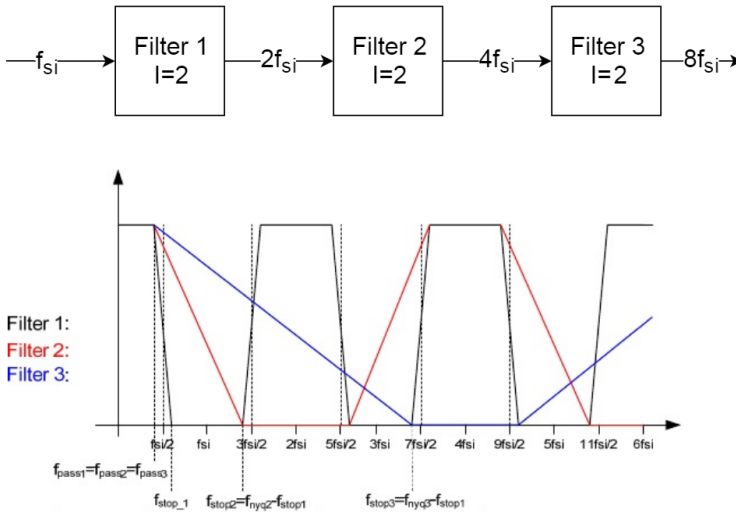 Filter 1
I=2
Filter 2
I=2
Filter 3
I=2
fsi
2fsi
4fsi
8fsi
Filter 1:
Filter 2:
Filter 3:
fsi/2
fsi
3fsi/2
2fsi
5fsi/2
3fsi
7fsi/2
4fsi
9fsi/2
5fsi
11fsi/2
6fsi
fpass1=fpass2=fpass3
fstop_1
fstop2=fnyq2-fstop1
fstop3=fnyq3-fstop1